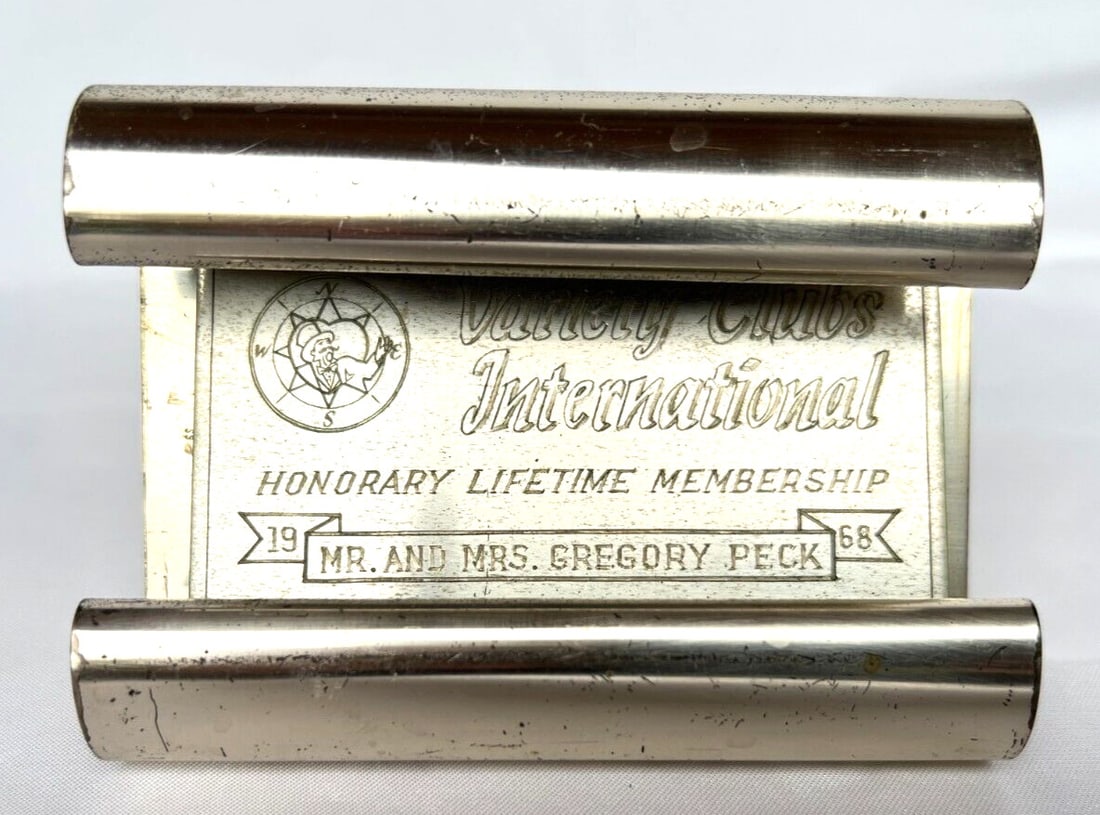 N
W E
S
Variety Clubs
International
HONORARY LIFETIME MEMBERSHIP
19 MR. AND MRS. GREGORY PECK 68